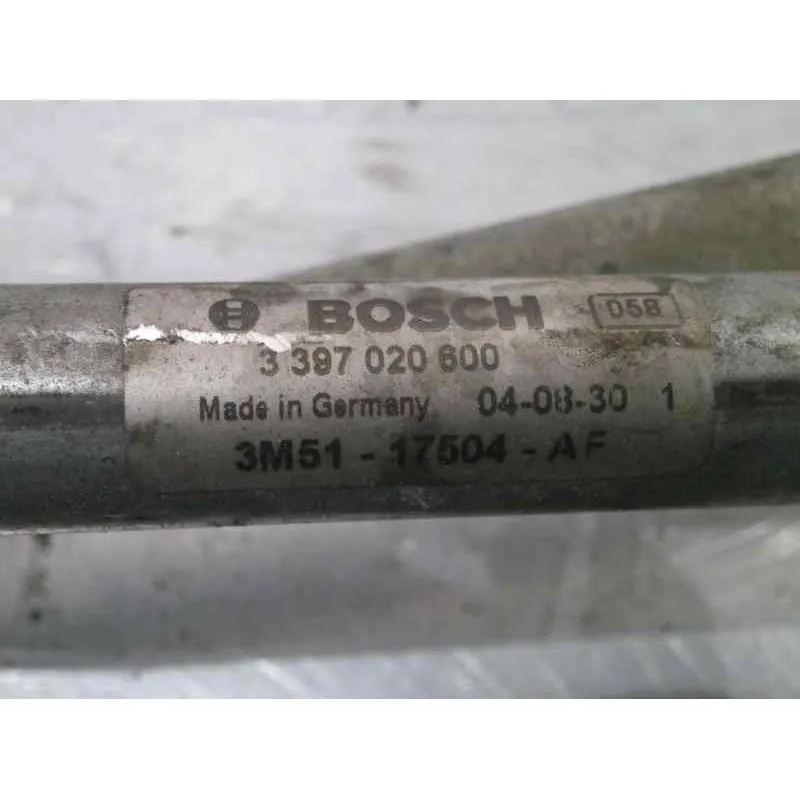 BOSCH D58
3 397 020 600
Made in Germany 04-08-30 1
3M51 - 17504 - AF